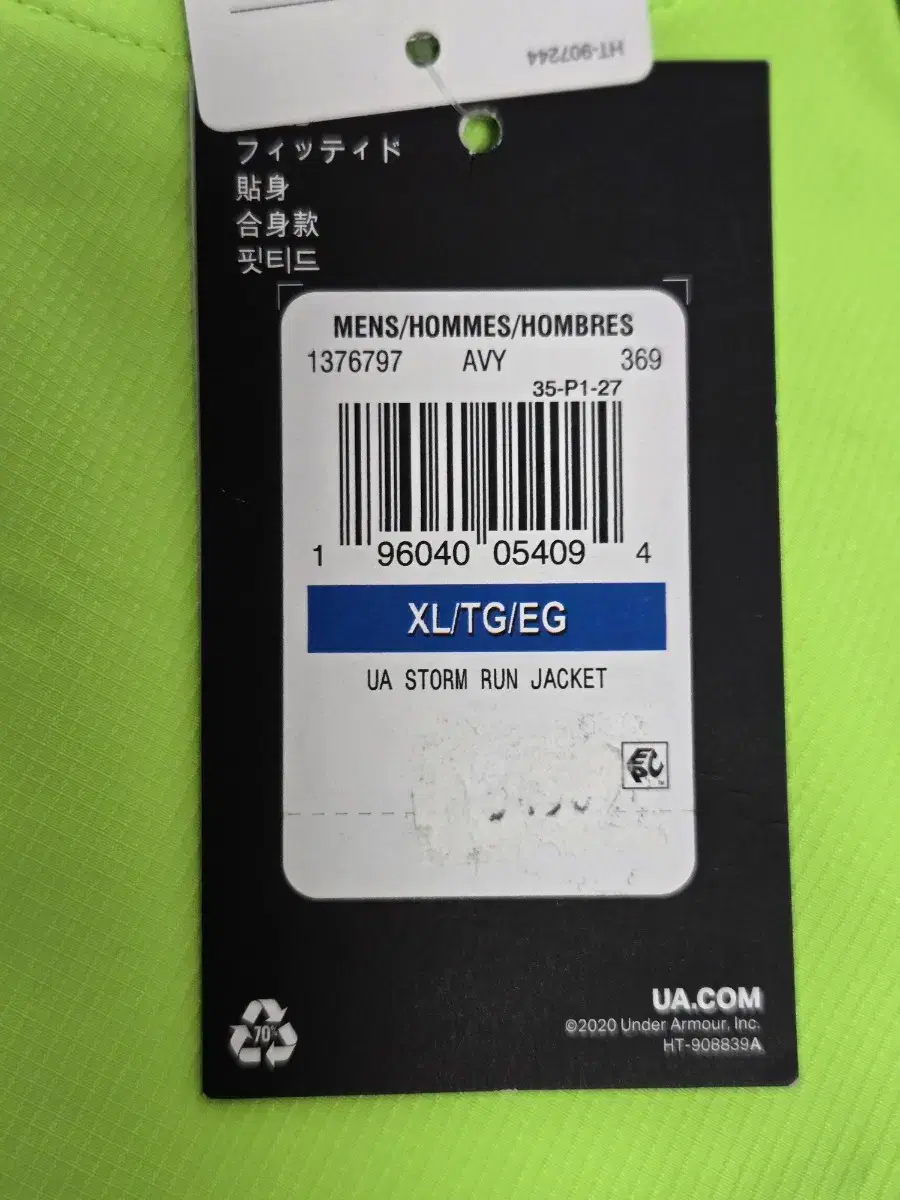 HT-907244
フィッティド
貼身
合身款
핏티드
MENS/HOMMES/HOMBRES
1376797 AVY 369
35-P1-27
1 96040 05409 4
XL/TG/EG
UA STORM RUN JACKET
70%
UA.COM
©2020 Under Armour, Inc.
HT-908839A